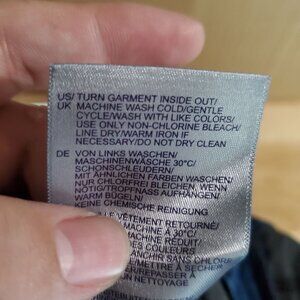 US/ TURN GARMENT INSIDE OUT/
UK MACHINE WASH COLD/GENTLE
CYCLE/WASH WITH LIKE COLORS/
USE ONLY NON-CHLORINE BLEACH/
LINE DRY/WARM IRON IF
NECESSARY/DO NOT DRY CLEAN
DE VON LINKS WASCHEN/
MASCHINENWÄSCHE 30°C/
SCHONSCHLEUDERN/
MIT ÄHNLICHEN FARBEN WASCHEN/
NUR CHLORFREI BLEICHEN, WENN
NÖTIG/TROPFNASS AUFHÄNGEN/
WARM BÜGELN/
CHEMISCHE REINIGUNG
VÊTEMENT RETOURNÉ/
MACHINE À 30°C/
MACHINE RÉDUIT/
DES COULEURS
À SÉCHER
À
NETTOYAGE